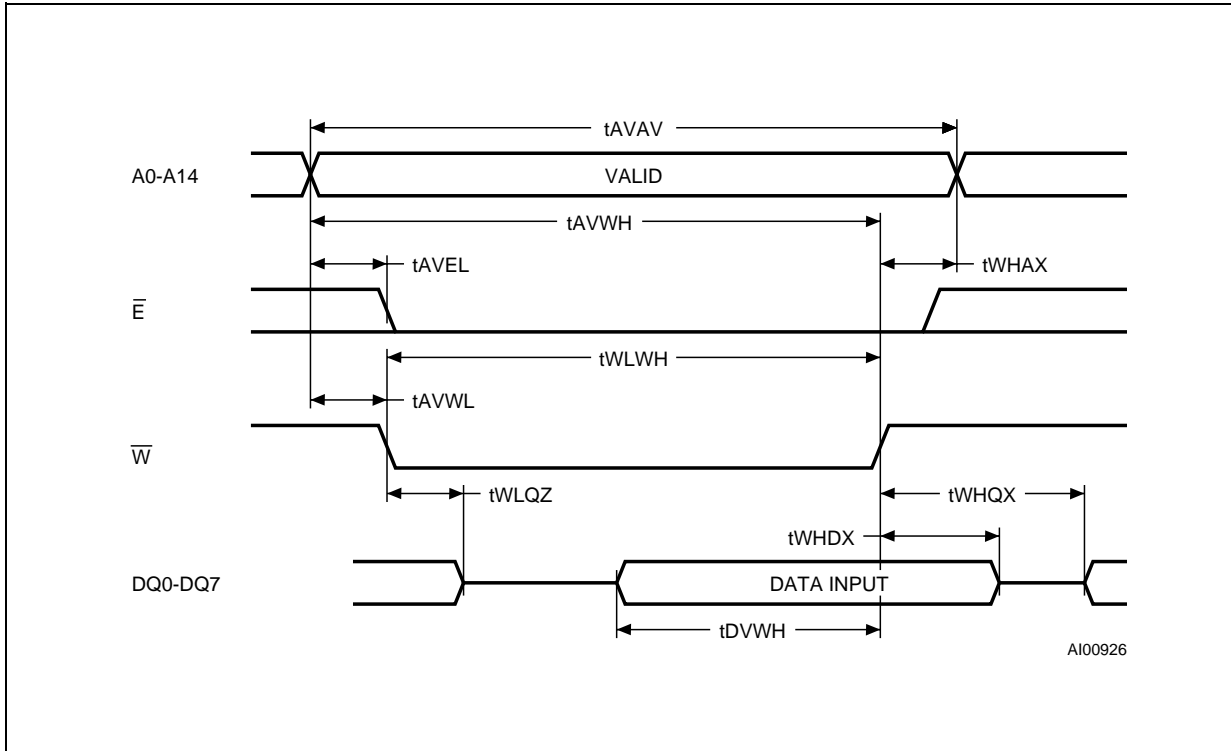 tAVAV
A0-A14
VALID
tAVWH
tAVEL
tWHAX
E̅
tWLWH
tAVWL
W̅
tWLQZ
tWHQX
tWHDX
DQ0-DQ7
DATA INPUT
tDVWH
AI00926